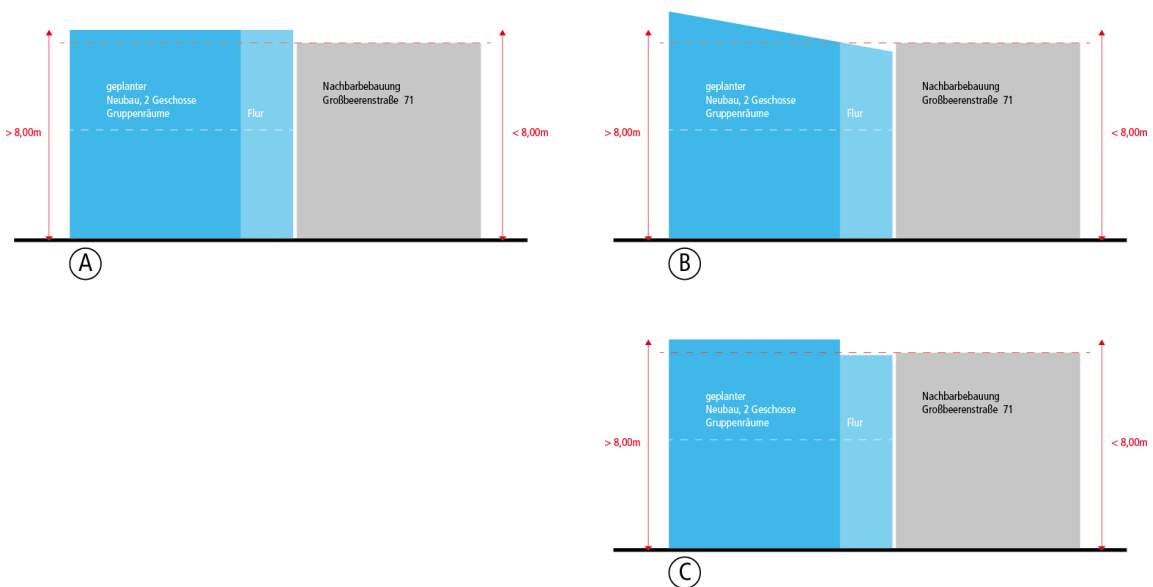 > 8,00m
geplanter
Neubau, 2 Geschosse
Gruppenräume
Flur
Nachbarbebauung
Großbeerenstraße 71
< 8,00m
A
> 8,00m
geplanter
Neubau, 2 Geschosse
Gruppenräume
Flur
Nachbarbebauung
Großbeerenstraße 71
< 8,00m
B
> 8,00m
geplanter
Neubau, 2 Geschosse
Gruppenräume
Flur
Nachbarbebauung
Großbeerenstraße 71
< 8,00m
C